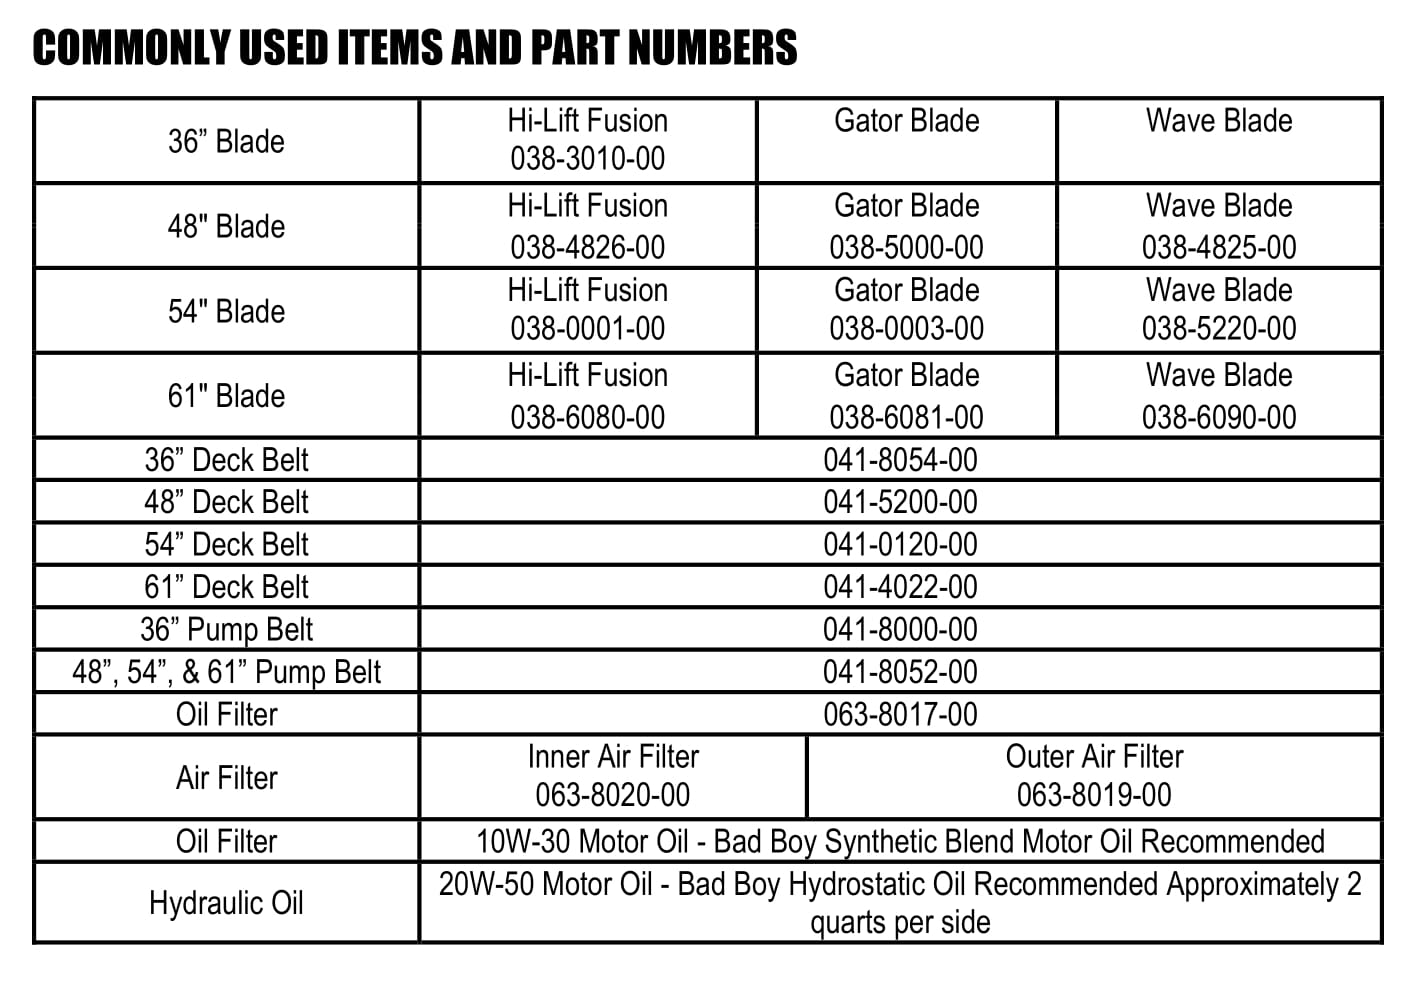 COMMONLY USED ITEMS AND PART NUMBERS
36” Blade
Hi-Lift Fusion
038-3010-00
Gator Blade
Wave Blade
48" Blade
Hi-Lift Fusion
038-4826-00
Gator Blade
038-5000-00
Wave Blade
038-4825-00
54" Blade
Hi-Lift Fusion
038-0001-00
Gator Blade
038-0003-00
Wave Blade
038-5220-00
61" Blade
Hi-Lift Fusion
038-6080-00
Gator Blade
038-6081-00
Wave Blade
038-6090-00
36” Deck Belt
041-8054-00
48” Deck Belt
041-5200-00
54” Deck Belt
041-0120-00
61” Deck Belt
041-4022-00
36” Pump Belt
041-8000-00
48”, 54”, & 61” Pump Belt
041-8052-00
Oil Filter
063-8017-00
Air Filter
Inner Air Filter
063-8020-00
Outer Air Filter
063-8019-00
Oil Filter
10W-30 Motor Oil - Bad Boy Synthetic Blend Motor Oil Recommended
Hydraulic Oil
20W-50 Motor Oil - Bad Boy Hydrostatic Oil Recommended Approximately 2
quarts per side